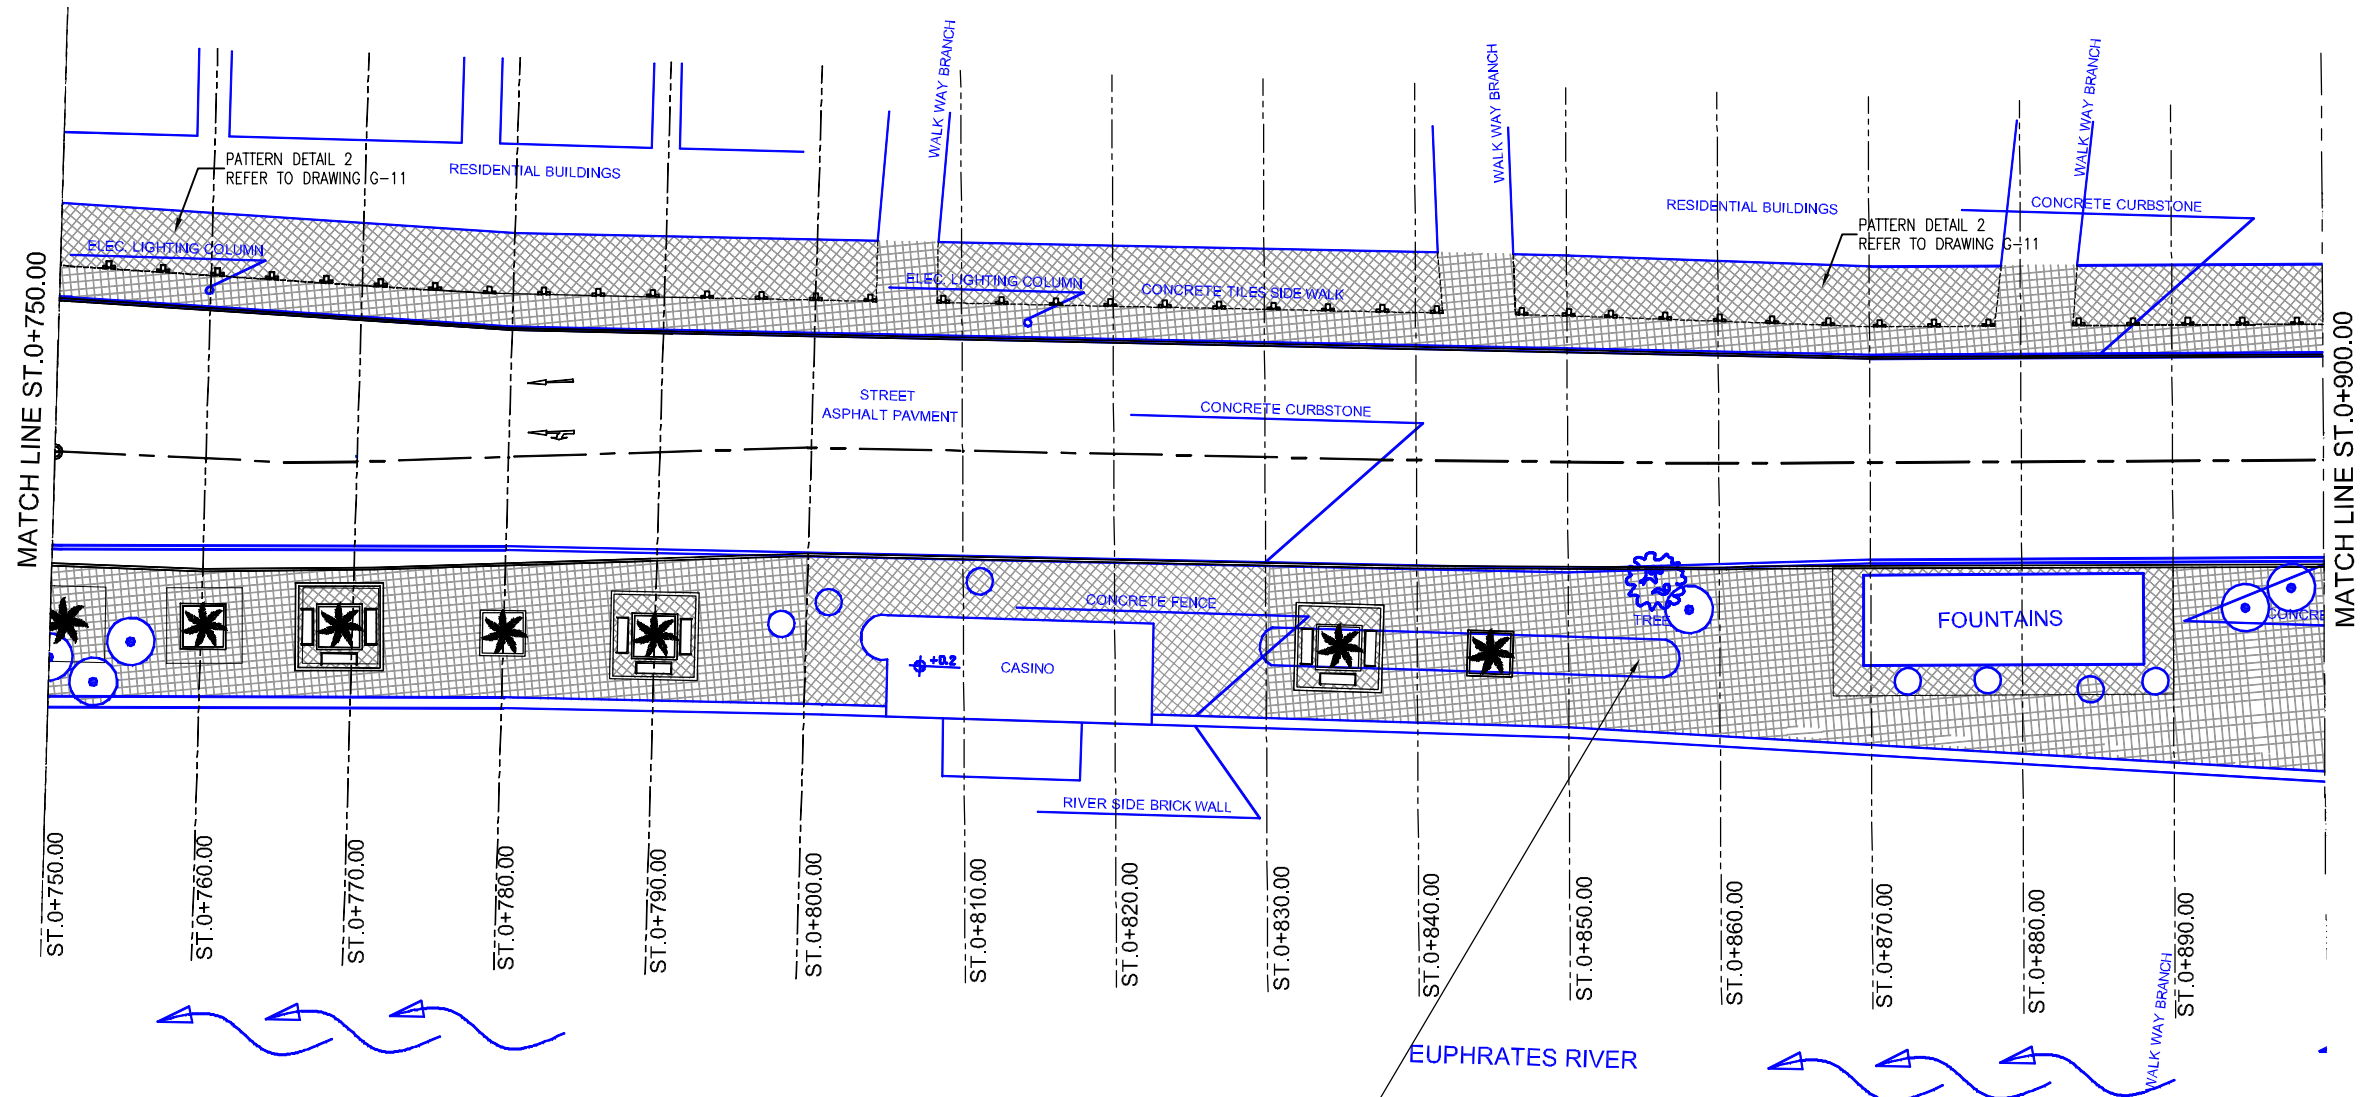 WALK WAY BRANCH
WALK WAY BRANCH
WALK WAY BRANCH
PATTERN DETAIL 2
REFER TO DRAWING G-11
RESIDENTIAL BUILDINGS
RESIDENTIAL BUILDINGS
CONCRETE CURBSTONE
PATTERN DETAIL 2
REFER TO DRAWING G-11
ELEC. LIGHTING COLUMN
ELEC. LIGHTING COLUMN
CONCRETE TILES SIDE WALK
MATCH LINE ST.0+750.00
MATCH LINE ST.0+900.00
STREET
ASPHALT PAVMENT
CONCRETE CURBSTONE
CONCRETE FENCE
TREE
FOUNTAINS
CONCRE
+0.2
CASINO
RIVER SIDE BRICK WALL
ST.0+750.00
ST.0+760.00
ST.0+770.00
ST.0+780.00
ST.0+790.00
ST.0+800.00
ST.0+810.00
ST.0+820.00
ST.0+830.00
ST.0+840.00
ST.0+850.00
ST.0+860.00
ST.0+870.00
ST.0+880.00
ST.0+890.00
WALK WAY BRANCH
EUPHRATES RIVER